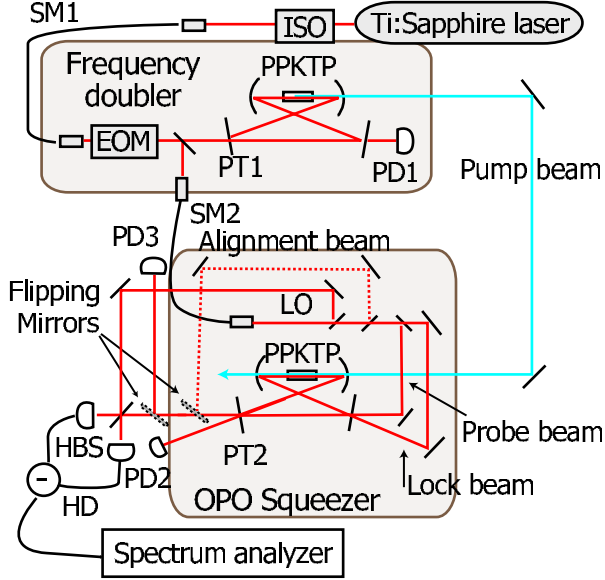 SM1
ISO
Ti:Sapphire laser
Frequency
doubler
PPKTP
EOM
PT1
PD1
Pump beam
SM2
PD3
Alignment beam
Flipping
Mirrors
LO
PPKTP
Probe beam
HBS
PD2
PT2
Lock beam
-
HD
OPO Squeezer
Spectrum analyzer